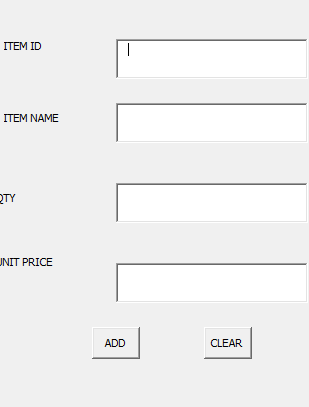 ITEM ID
ITEM NAME
QTY
UNIT PRICE
ADD
CLEAR